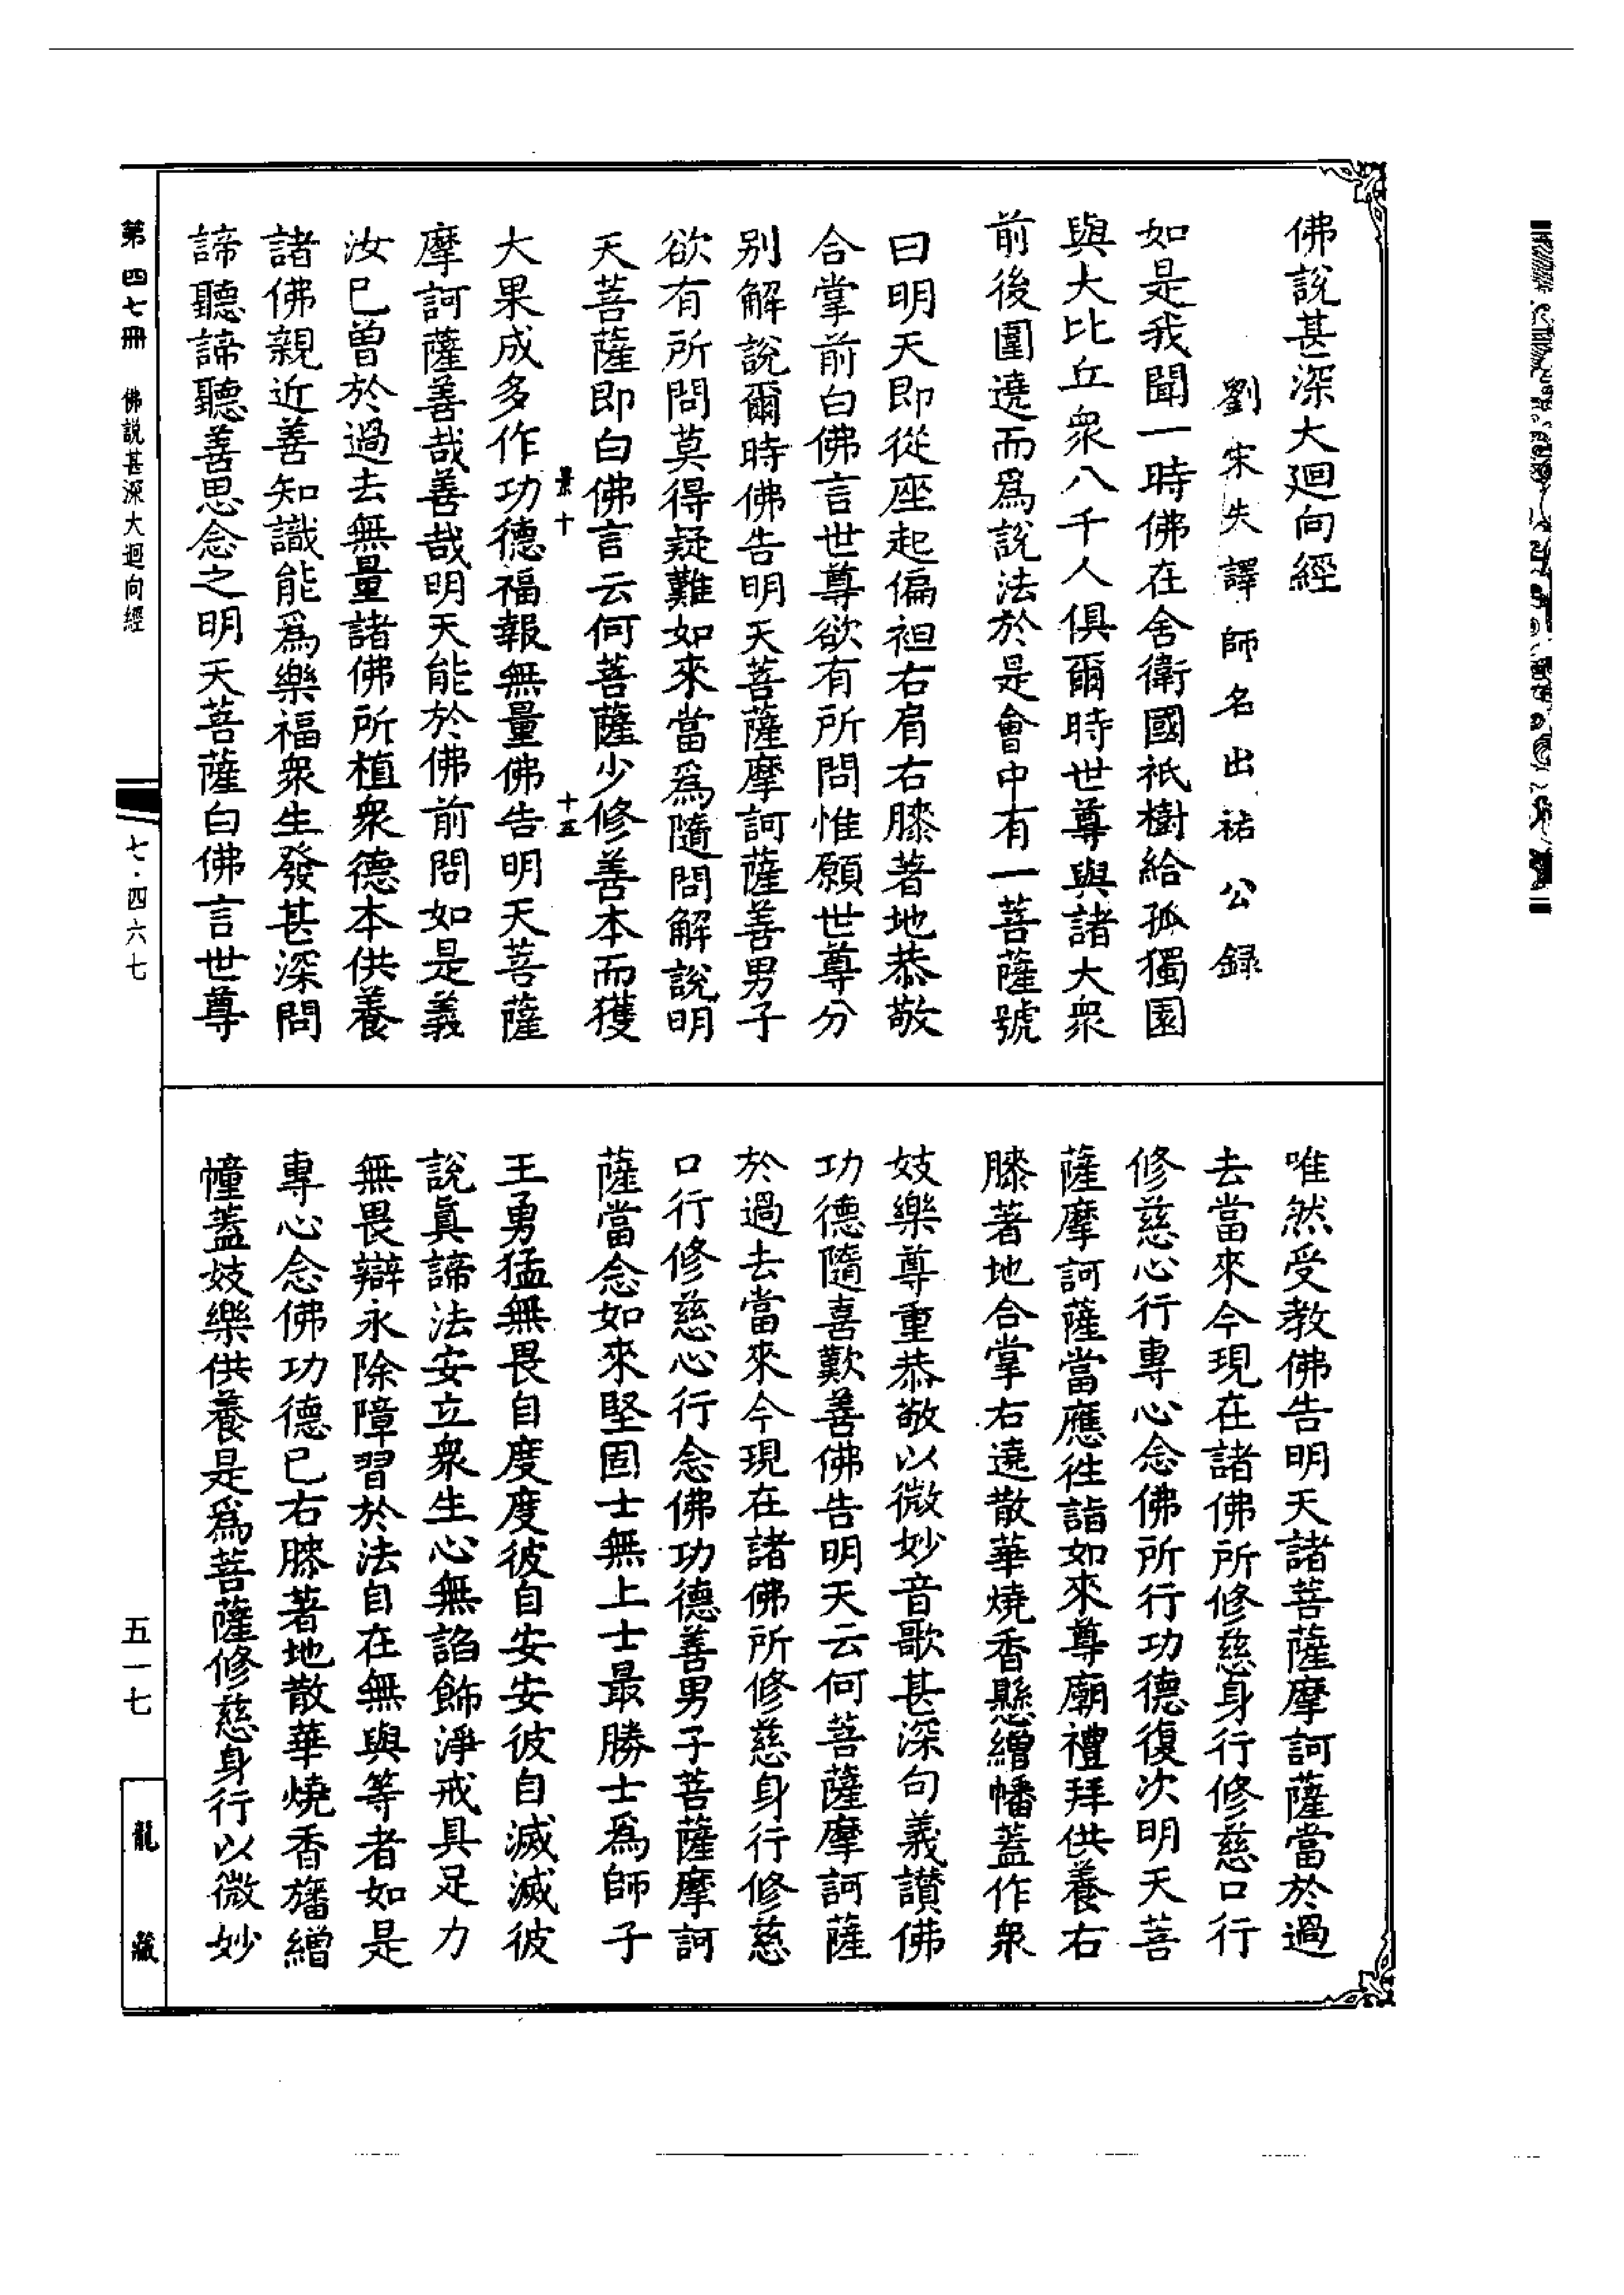 佛說甚深大迴向經
劉宋失譯師名出祐公録
如是我聞一時佛在舍衛國祇樹給孤獨園
與大比丘衆八千人俱爾時世尊與諸大衆
前後圍遶而爲說法於是會中有一菩薩號
曰明天即從座起偏袒右肩右膝著地恭敬
合掌前白佛言世尊欲有所問惟願世尊分
别解說爾時佛告明天菩薩摩訶薩善男子
欲有所問莫得疑難如來當爲隨問解說明
天菩薩即白佛言云何菩薩少修善本而獲
十
十五
大果成多作功德福報無量佛告明天菩薩
摩訶薩善哉善哉明天能於佛前問如是義
汝已曾於過去無量諸佛所植衆德本供養
諸佛親近善知識能爲樂福衆生發甚深問
諦聽諦聽善思念之明天菩薩白佛言世尊
唯然受教佛告明天諸菩薩摩訶薩當於過
去當來今現在諸佛所修慈身行修慈口行
修慈心行專心念佛所行功德復次明天菩
薩摩訶薩當應往詣如來尊廟禮拜供養右
膝著地合掌右遶散華燒香懸繒幡蓋作衆
妓樂尊重恭敬以微妙音歌甚深句義讃佛
功德隨喜歎善佛告明天云何菩薩摩訶薩
於過去當來今現在諸佛所修慈身行修慈
口行修慈心行念佛功德善男子菩薩摩訶
薩當念如來堅固士無上士最勝士爲師子
王勇猛無畏自度度彼自安安彼自滅滅彼
說眞諦法安立衆生心無諂飾淨戒具足力
無畏辯永除障習於法自在無與等者如是
專心念佛功德已右膝著地散華燒香旛繒
幢蓋妓樂供養是爲菩薩修慈身行以微妙
第四七冊
佛說甚深大迴向經
七·四六七
五一七
龍藏